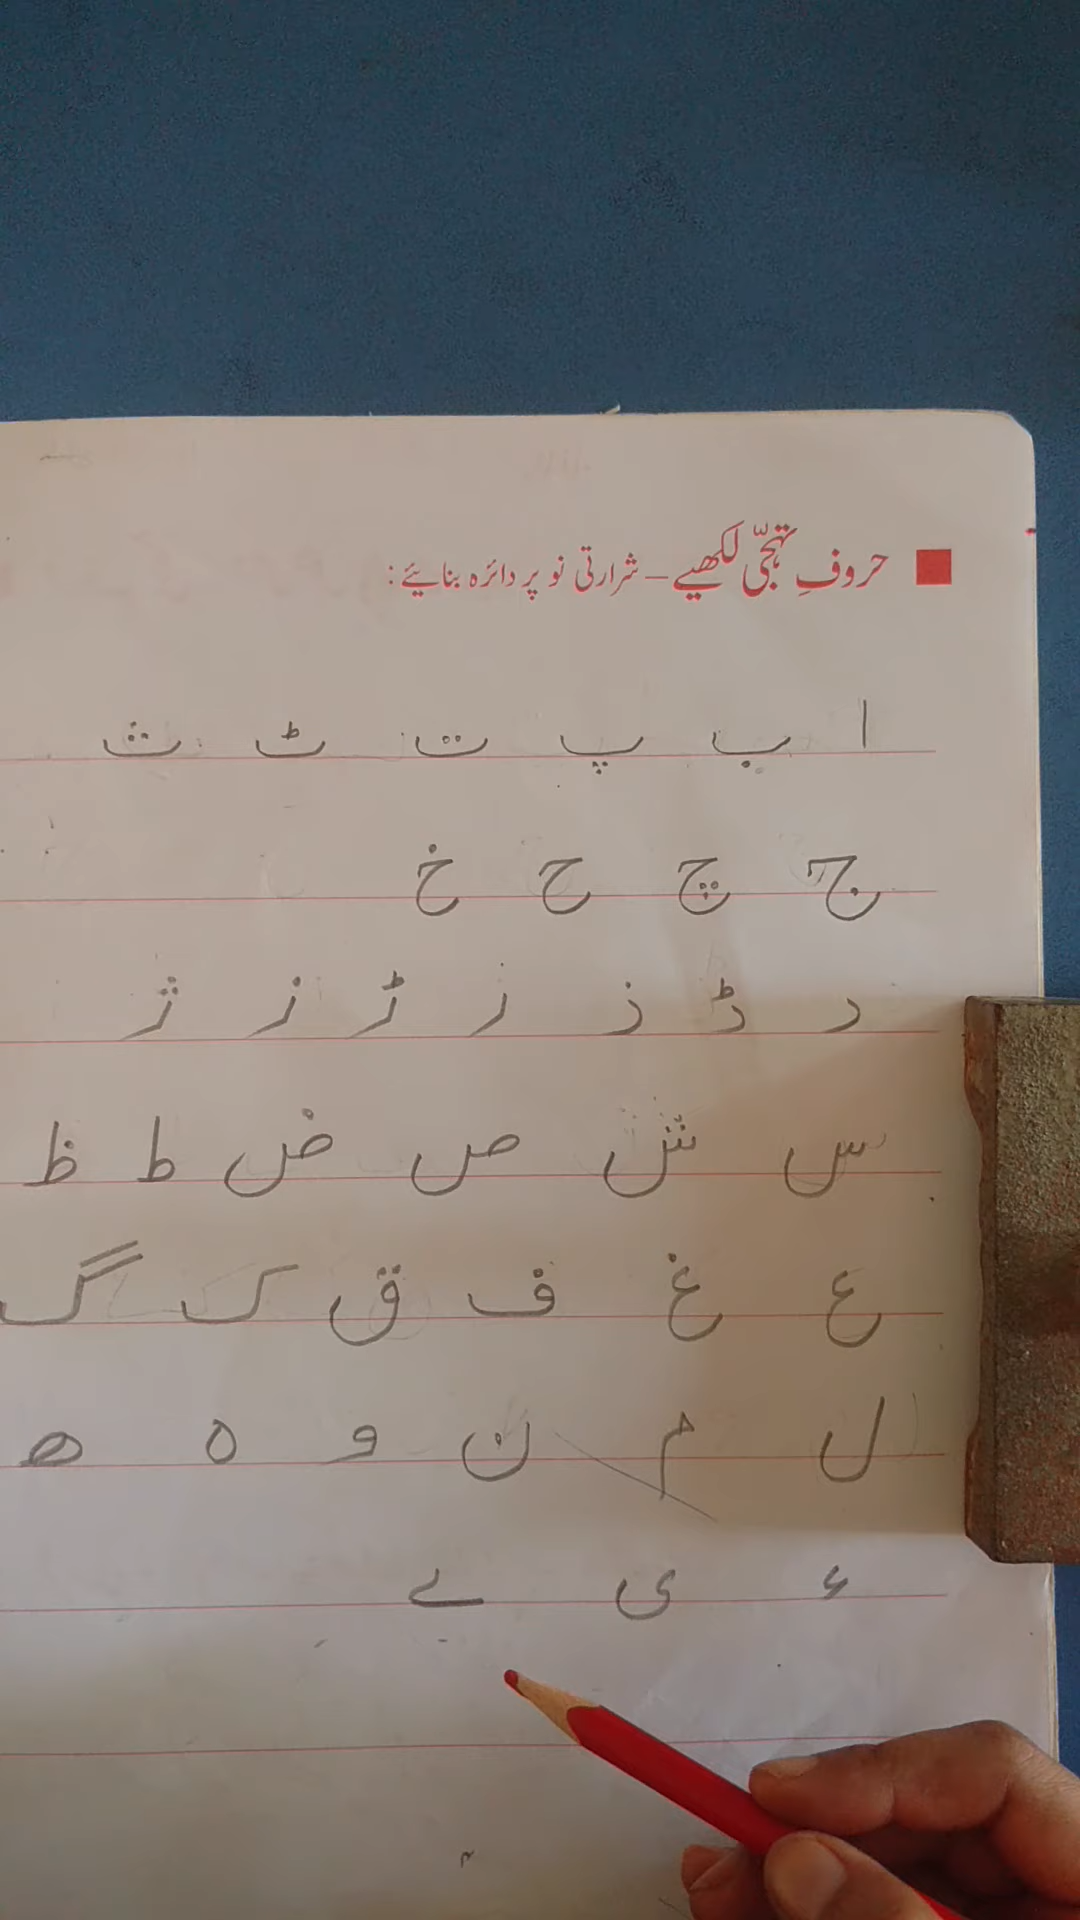 حروفِ تہجّی لکھیے – شرارتی نو پر دائرہ بنائیے:
ا ب پ ت ٹ ث
ج چ ح خ
د ڈ ذ ر ڑ ز ژ
س ش ص ض ط ظ
ع غ ف ق ک گ
ل م ن و ہ ھ
ء ی ے